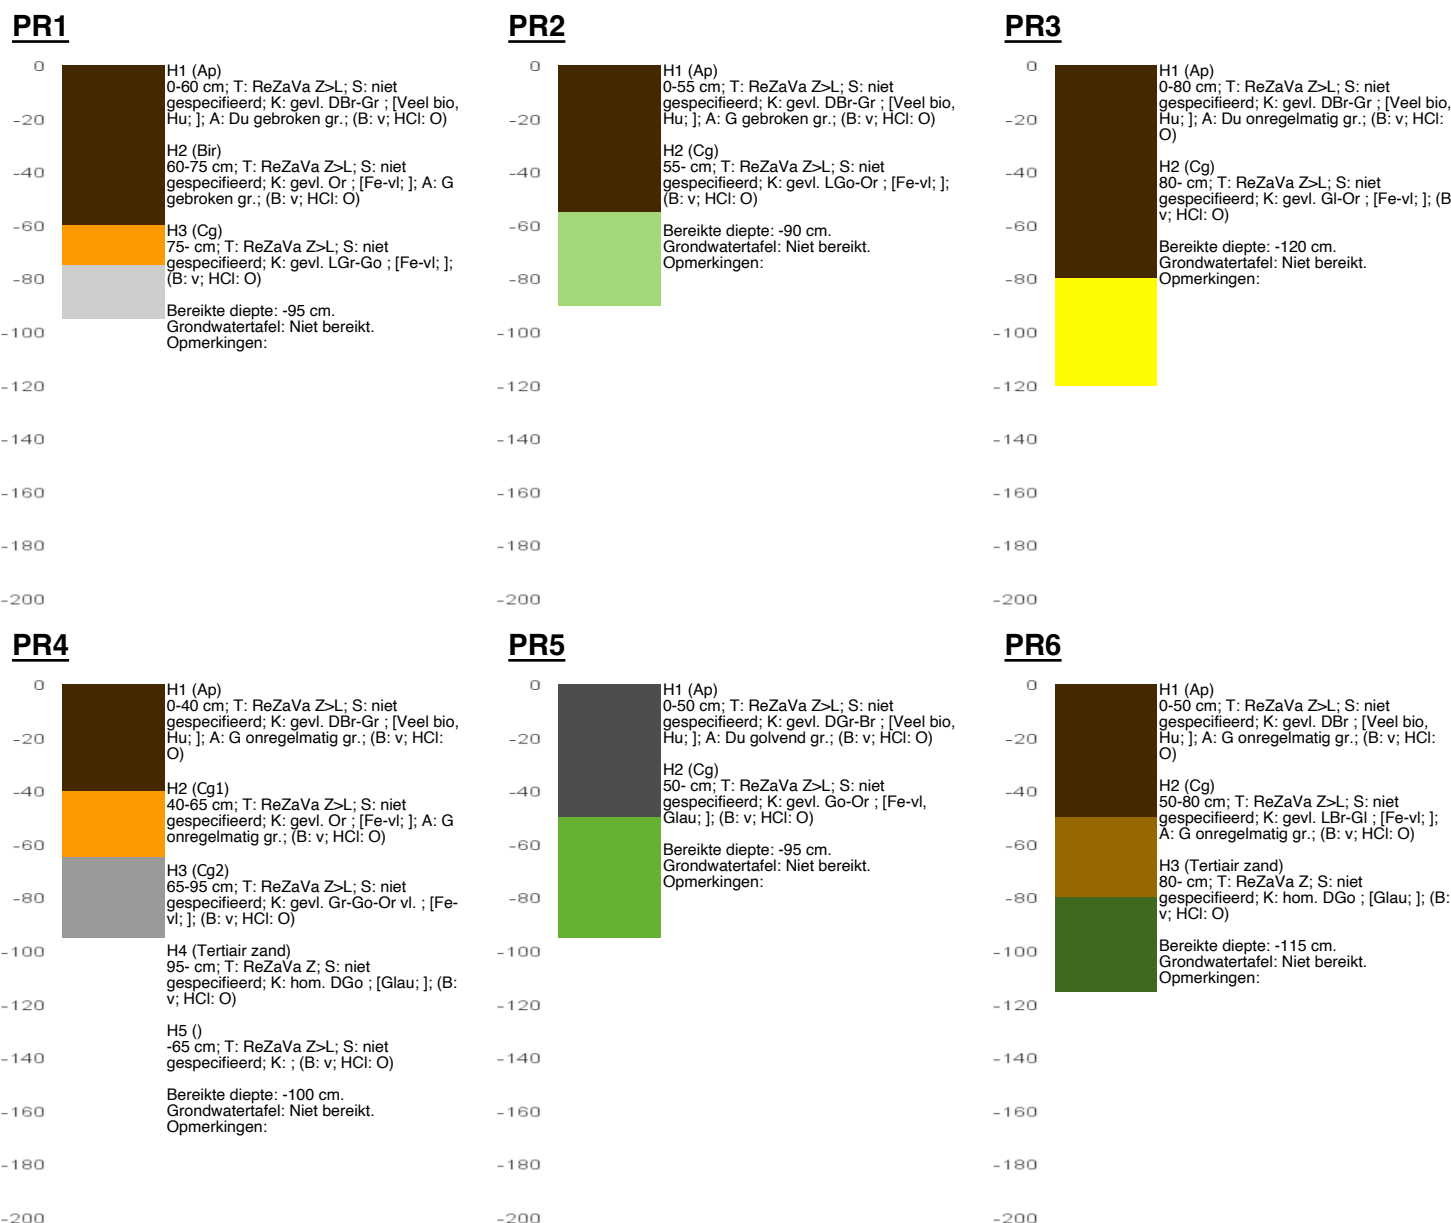 PR1
0
-20
-40
-60
-80
-100
-120
-140
-160
-180
-200
H1 (Ap)
0-60 cm; T: ReZaVa Z>L; S: niet
gespecifieerd; K: gevl. DBr-Gr ; [Veel bio,
Hu; ]; A: Du gebroken gr.; (B: v; HCl: O)
H2 (Bir)
60-75 cm; T: ReZaVa Z>L; S: niet
gespecifieerd; K: gevl. Or ; [Fe-vl; ]; A: G
gebroken gr.; (B: v; HCl: O)
H3 (Cg)
75- cm; T: ReZaVa Z>L; S: niet
gespecifieerd; K: gevl. LGr-Go ; [Fe-vl; ];
(B: v; HCl: O)
Bereikte diepte: -95 cm.
Grondwatertafel: Niet bereikt.
Opmerkingen:
PR2
0
-20
-40
-60
-80
-100
-120
-140
-160
-180
-200
H1 (Ap)
0-55 cm; T: ReZaVa Z>L; S: niet
gespecifieerd; K: gevl. DBr-Gr ; [Veel bio,
Hu; ]; A: G gebroken gr.; (B: v; HCl: O)
H2 (Cg)
55- cm; T: ReZaVa Z>L; S: niet
gespecifieerd; K: gevl. LGo-Or ; [Fe-vl; ];
(B: v; HCl: O)
Bereikte diepte: -90 cm.
Grondwatertafel: Niet bereikt.
Opmerkingen:
PR3
0
-20
-40
-60
-80
-100
-120
-140
-160
-180
-200
H1 (Ap)
0-80 cm; T: ReZaVa Z>L; S: niet
gespecifieerd; K: gevl. DBr-Gr ; [Veel bio,
Hu; ]; A: Du onregelmatig gr.; (B: v; HCl:
O)
H2 (Cg)
80- cm; T: ReZaVa Z>L; S: niet
gespecifieerd; K: gevl. Gl-Or ; [Fe-vl; ]; (B
v; HCl: O)
Bereikte diepte: -120 cm.
Grondwatertafel: Niet bereikt.
Opmerkingen:
PR4
0
-20
-40
-60
-80
-100
-120
-140
-160
-180
-200
H1 (Ap)
0-40 cm; T: ReZaVa Z>L; S: niet
gespecifieerd; K: gevl. DBr-Gr ; [Veel bio,
Hu; ]; A: G onregelmatig gr.; (B: v; HCl:
O)
H2 (Cg1)
40-65 cm; T: ReZaVa Z>L; S: niet
gespecifieerd; K: gevl. Or ; [Fe-vl; ]; A: G
onregelmatig gr.; (B: v; HCl: O)
H3 (Cg2)
65-95 cm; T: ReZaVa Z>L; S: niet
gespecifieerd; K: gevl. Gr-Go-Or vl. ; [Fe-
vl; ]; (B: v; HCl: O)
H4 (Tertiair zand)
95- cm; T: ReZaVa Z; S: niet
gespecifieerd; K: hom. DGo ; [Glau; ]; (B:
v; HCl: O)
H5 ()
-65 cm; T: ReZaVa Z>L; S: niet
gespecifieerd; K: ; (B: v; HCl: O)
Bereikte diepte: -100 cm.
Grondwatertafel: Niet bereikt.
Opmerkingen:
PR5
0
-20
-40
-60
-80
-100
-120
-140
-160
-180
-200
H1 (Ap)
0-50 cm; T: ReZaVa Z>L; S: niet
gespecifieerd; K: gevl. DGr-Br ; [Veel bio,
Hu; ]; A: Du golvend gr.; (B: v; HCl: O)
H2 (Cg)
50- cm; T: ReZaVa Z>L; S: niet
gespecifieerd; K: gevl. Go-Or ; [Fe-vl,
Glau; ]; (B: v; HCl: O)
Bereikte diepte: -95 cm.
Grondwatertafel: Niet bereikt.
Opmerkingen:
PR6
0
-20
-40
-60
-80
-100
-120
-140
-160
-180
-200
H1 (Ap)
0-50 cm; T: ReZaVa Z>L; S: niet
gespecifieerd; K: gevl. DBr ; [Veel bio,
Hu; ]; A: G onregelmatig gr.; (B: v; HCl:
O)
H2 (Cg)
50-80 cm; T: ReZaVa Z>L; S: niet
gespecifieerd; K: gevl. LBr-Gl ; [Fe-vl; ];
A: G onregelmatig gr.; (B: v; HCl: O)
H3 (Tertiair zand)
80- cm; T: ReZaVa Z; S: niet
gespecifieerd; K: hom. DGo ; [Glau; ]; (B:
v; HCl: O)
Bereikte diepte: -115 cm.
Grondwatertafel: Niet bereikt.
Opmerkingen: